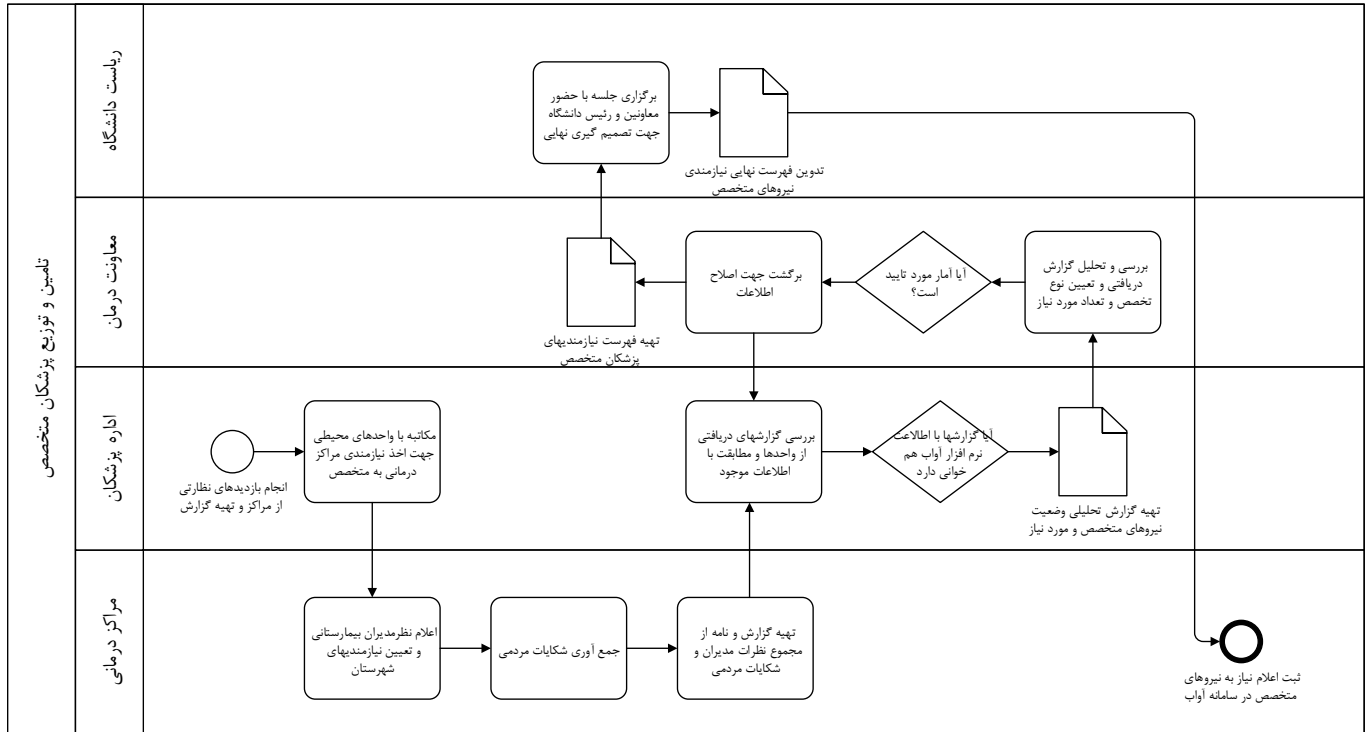 تامین و توزیع پزشکان متخصص
ریاست دانشگاه
برگزاری جلسه با حضور
معاونین و رئیس دانشگاه
جهت تصمیم گیری نهایی
تدوین فهرست نهایی نیازمندی
نیروهای متخصص
معاونت درمان
بررسی و تحلیل گزارش
دریافتی و تعیین نوع
تخصص و تعداد مورد نیاز
آیا آمار مورد تایید
است؟
برگشت جهت اصلاح
اطلاعات
تهیه فهرست نیازمندیهای
پزشکان متخصص
اداره پزشکان
انجام بازدیدهای نظارتی
از مراکز و تهیه گزارش
مکاتبه با واحدهای محیطی
جهت اخذ نیازمندی مراکز
درمانی به متخصص
بررسی گزارشهای دریافتی
از واحدها و مطابقت با
اطلاعات موجود
آیا گزارشها با اطلاعت
نرم افزار آواب هم
خوانی دارد
تهیه گزارش تحلیلی وضعیت
نیروهای متخصص و مورد نیاز
مراکز درمانی
اعلام نظرمدیران بیمارستانی
و تعیین نیازمندیهای
شهرستان
جمع آوری شکایات مردمی
تهیه گزارش و نامه از
مجموع نظرات مدیران و
شکایات مردمی
ثبت اعلام نیاز به نیروهای
متخصص در سامانه آواب